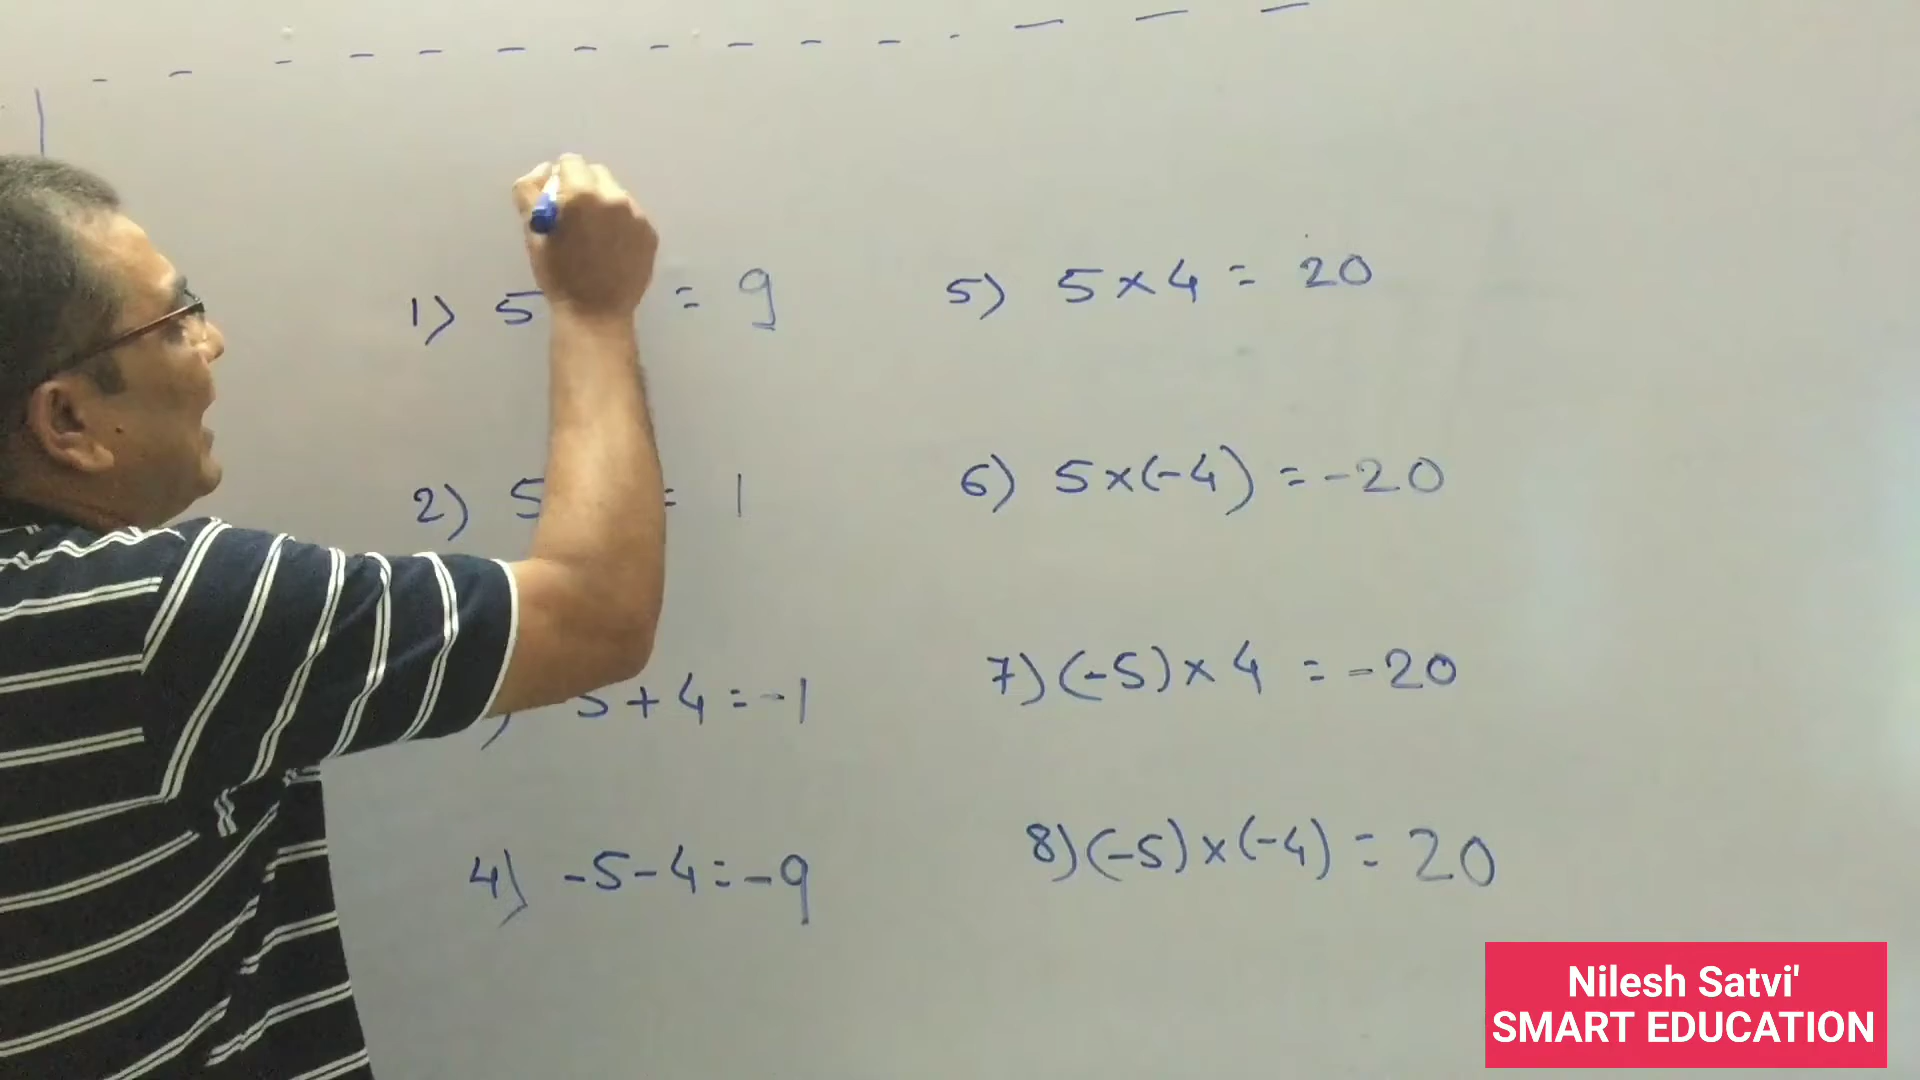 1) 5 = 9
2) 5 = 1
) 5+4=-1
4) -5-4=-9
5) 5×4 = 20
6) 5×(-4) = -20
7) (-5)×4 = -20
8) (-5)×(-4) = 20
Nilesh Satvi'
SMART EDUCATION